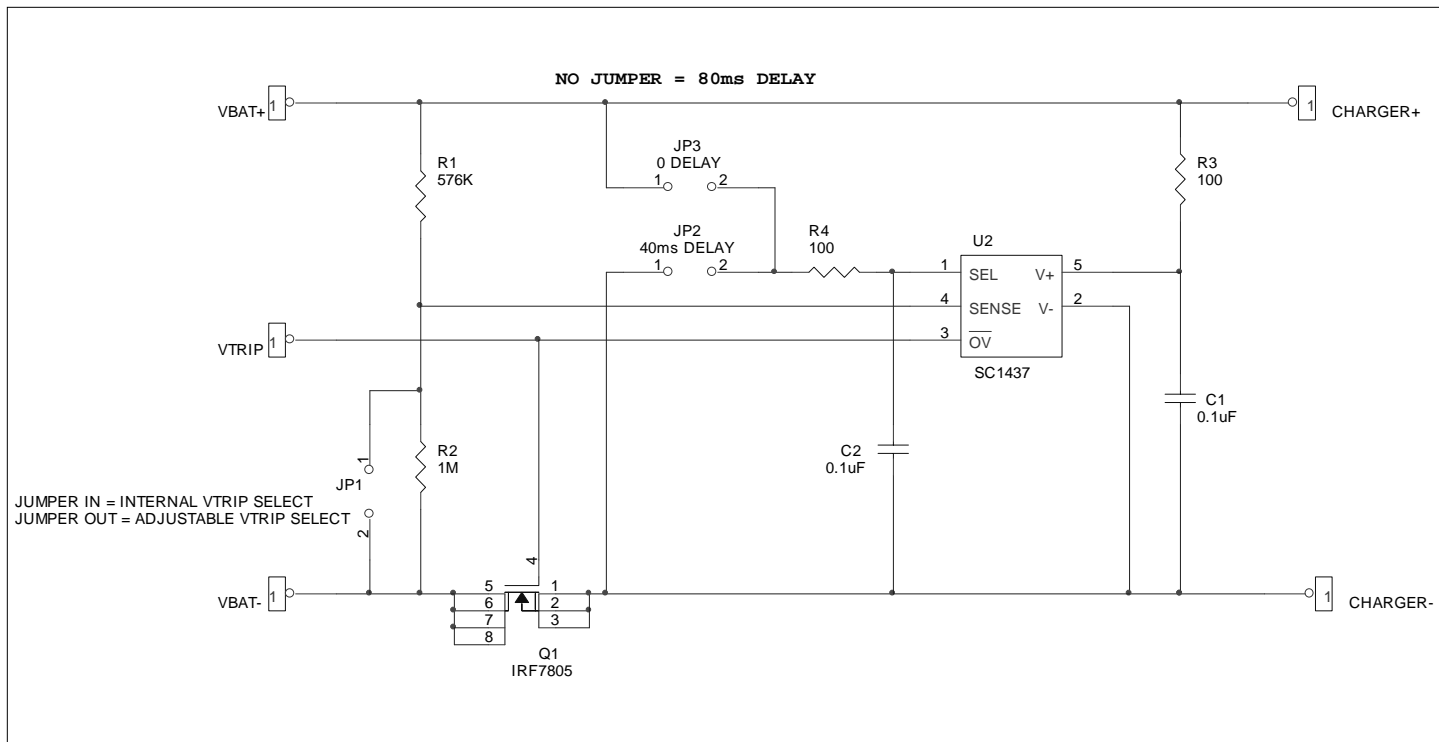 NO JUMPER = 80ms DELAY
VBAT+
1
1
CHARGER+
R1
576K
JP3
0 DELAY
1
2
R3
100
JP2
40ms DELAY
1
2
R4
100
U2
1
SEL
V+
5
4
SENSE
V-
2
3
OV
SC1437
VTRIP
1
C1
0.1uF
R2
1M
C2
0.1uF
1
JP1
2
JUMPER IN = INTERNAL VTRIP SELECT
JUMPER OUT = ADJUSTABLE VTRIP SELECT
4
VBAT-
1
5
6
7
8
1
2
3
1
CHARGER-
Q1
IRF7805